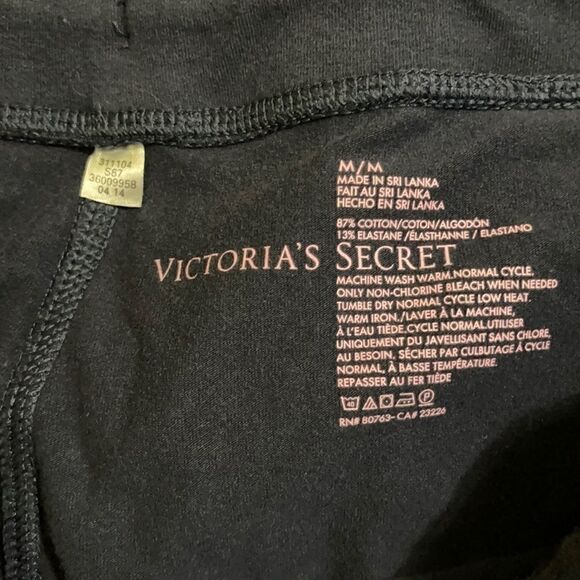 311104
S87
36009958
04 14
M/M
MADE IN SRI LANKA
FAIT AU SRI LANKA
HECHO EN SRI LANKA
87% COTTON/COTON/ALGODÓN
13% ELASTANE /ÉLASTHANNE / ELASTANO
VICTORIA'S SECRET
MACHINE WASH WARM.NORMAL CYCLE.
ONLY NON-CHLORINE BLEACH WHEN NEEDED
TUMBLE DRY NORMAL CYCLE LOW HEAT.
WARM IRON./LAVER À LA MACHINE,
À L'EAU TIÈDE.CYCLE NORMAL.UTILISER
UNIQUEMENT DU JAVELLISANT SANS CHLORE,
AU BESOIN. SÉCHER PAR CULBUTAGE À CYCLE
NORMAL, À BASSE TEMPÉRATURE.
REPASSER AU FER TIÈDE
40 P
RN# 80763- CA# 23226